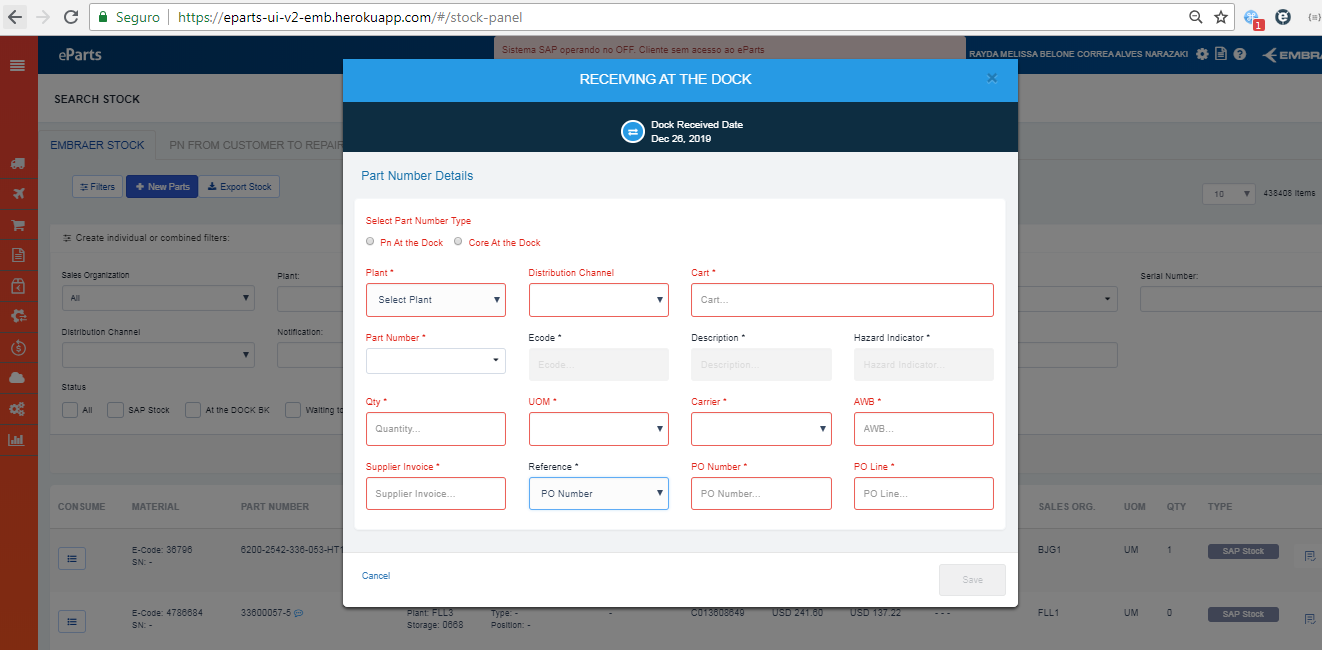 Seguro https://eparts-ui-v2-emb.herokuapp.com/#/stock-panel
1
eParts
Sistema SAP operando no OFF. Cliente sem acesso ao eParts
RAYDA MELISSA BELONE CORREA ALVES NARAZAKI
EMBRA
RECEIVING AT THE DOCK
×
SEARCH STOCK
Dock Received Date
Dec 26, 2019
EMBRAER STOCK
PN FROM CUSTOMER TO REPAIR
Filters
New Parts
Export Stock
10
438408 items
Create individual or combined filters:
Sales Organization
Plant:
Serial Number:
All
Distribution Channel
Notification:
Status
All
SAP Stock
At the DOCK BK
Waiting to
Part Number Details
Select Part Number Type
Pn At the Dock
Core At the Dock
Plant *
Distribution Channel
Cart *
Select Plant
Cart...
Part Number *
Ecode *
Description *
Hazard Indicator *
Ecode...
Description...
Hazard Indicator...
Qty *
UOM *
Carrier *
AWB *
Quantity...
AWB...
Supplier Invoice *
Reference *
PO Number *
PO Line *
Supplier Invoice...
PO Number
PO Number...
PO Line...
Cancel
Save
CONSUME
MATERIAL
PART NUMBER
SALES ORG.
UOM
QTY
TYPE
E-Code: 36796
SN: -
6200-2542-336-053-HT1
BJG1
UM
1
SAP Stock
E-Code: 4786684
SN: -
33600057-5
Plant: FLL3
Storage: 0668
Type: -
Position: -
-
C013608649
USD 241.60
USD 137.22
- - -
FLL1
UM
0
SAP Stock